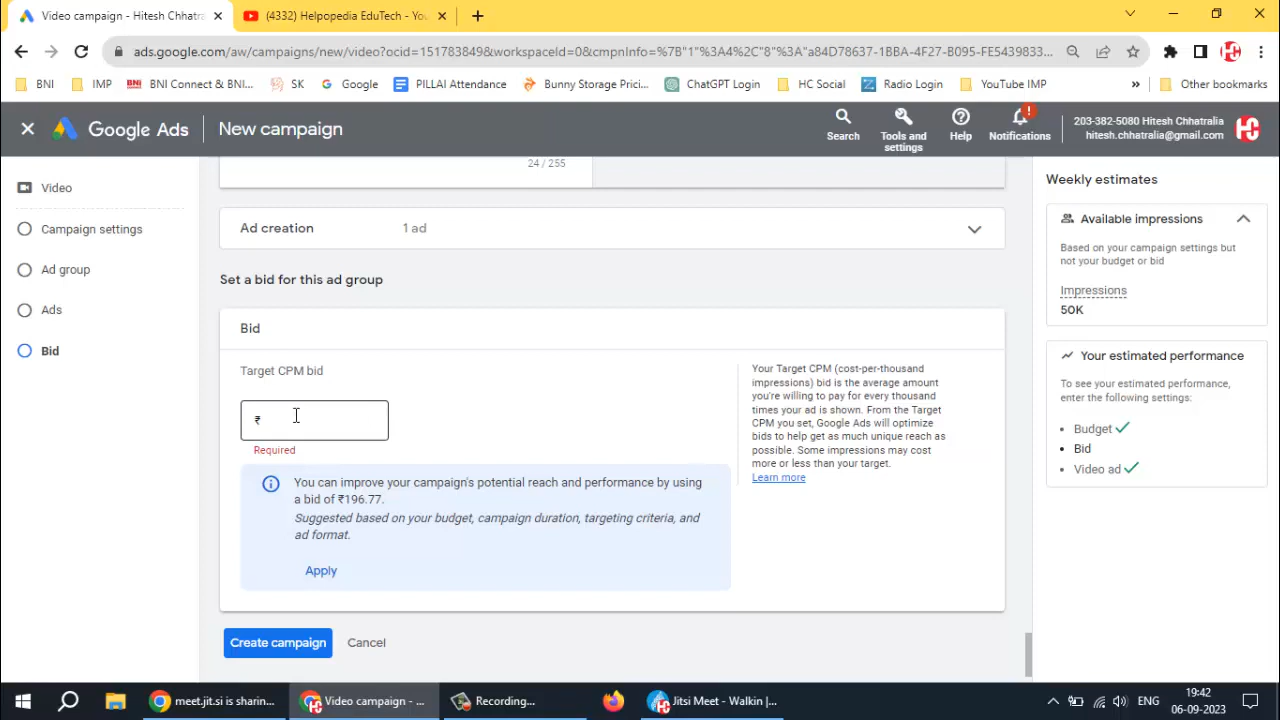 Video campaign - Hitesh Chhatra
(4332) Helpopedia EduTech - You
ads.google.com/aw/campaigns/new/video?ocid=151783849&workspaceId=0&cmpnInfo=%7B"1"%3A4%2C"8"%3A"a84D78637-1BBA-4F27-B095-FE5439833...
BNI
IMP
BNI Connect & BNI...
SK
Google
PILLAI Attendance
Bunny Storage Prici...
ChatGPT Login
HC Social
Radio Login
YouTube IMP
»
Other bookmarks
Google Ads
New campaign
Search
Tools and
settings
Help
Notifications
203-382-5080 Hitesh Chhatralia
hitesh.chhatralia@gmail.com
Video
Campaign settings
Ad group
Ads
Bid
24 / 255
Ad creation
1 ad
Set a bid for this ad group
Bid
Target CPM bid
₹
Required
You can improve your campaign's potential reach and performance by using
a bid of ₹196.77.
Suggested based on your budget, campaign duration, targeting criteria, and
ad format.
Apply
Your Target CPM (cost-per-thousand
impressions) bid is the average amount
you're willing to pay for every thousand
times your ad is shown. From the Target
CPM you set, Google Ads will optimize
bids to help get as much unique reach as
possible. Some impressions may cost
more or less than your target.
Learn more
Create campaign
Cancel
Weekly estimates
Available impressions
Based on your campaign settings but
not your budget or bid
Impressions
50K
Your estimated performance
To see your estimated performance,
enter the following settings:
Budget
Bid
Video ad
meet.jit.si is sharin...
Video campaign - ...
Recording...
Jitsi Meet - Walkin |...
ENG
19:42
06-09-2023